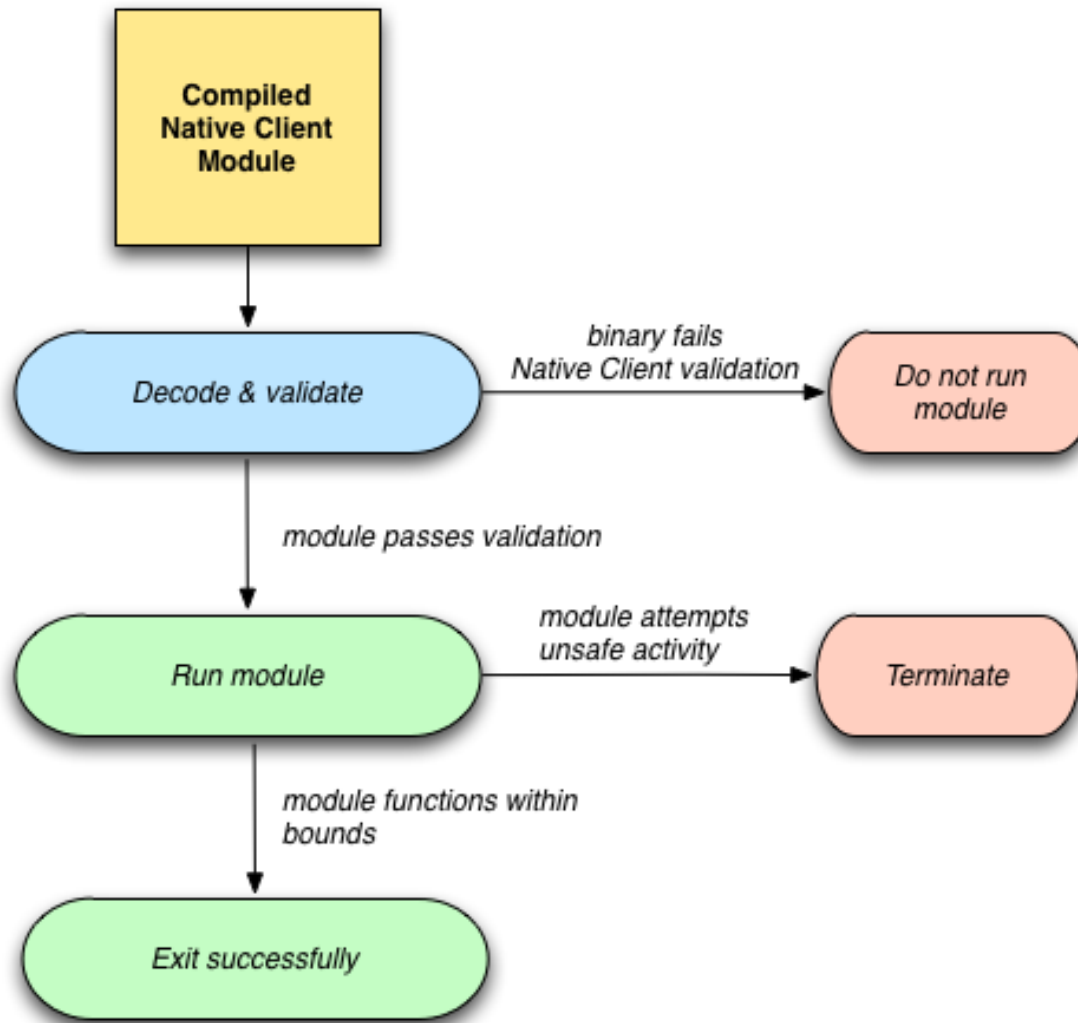 Compiled
Native Client
Module
Decode & validate
binary fails
Native Client validation
Do not run
module
module passes validation
Run module
module attempts
unsafe activity
Terminate
module functions within
bounds
Exit successfully